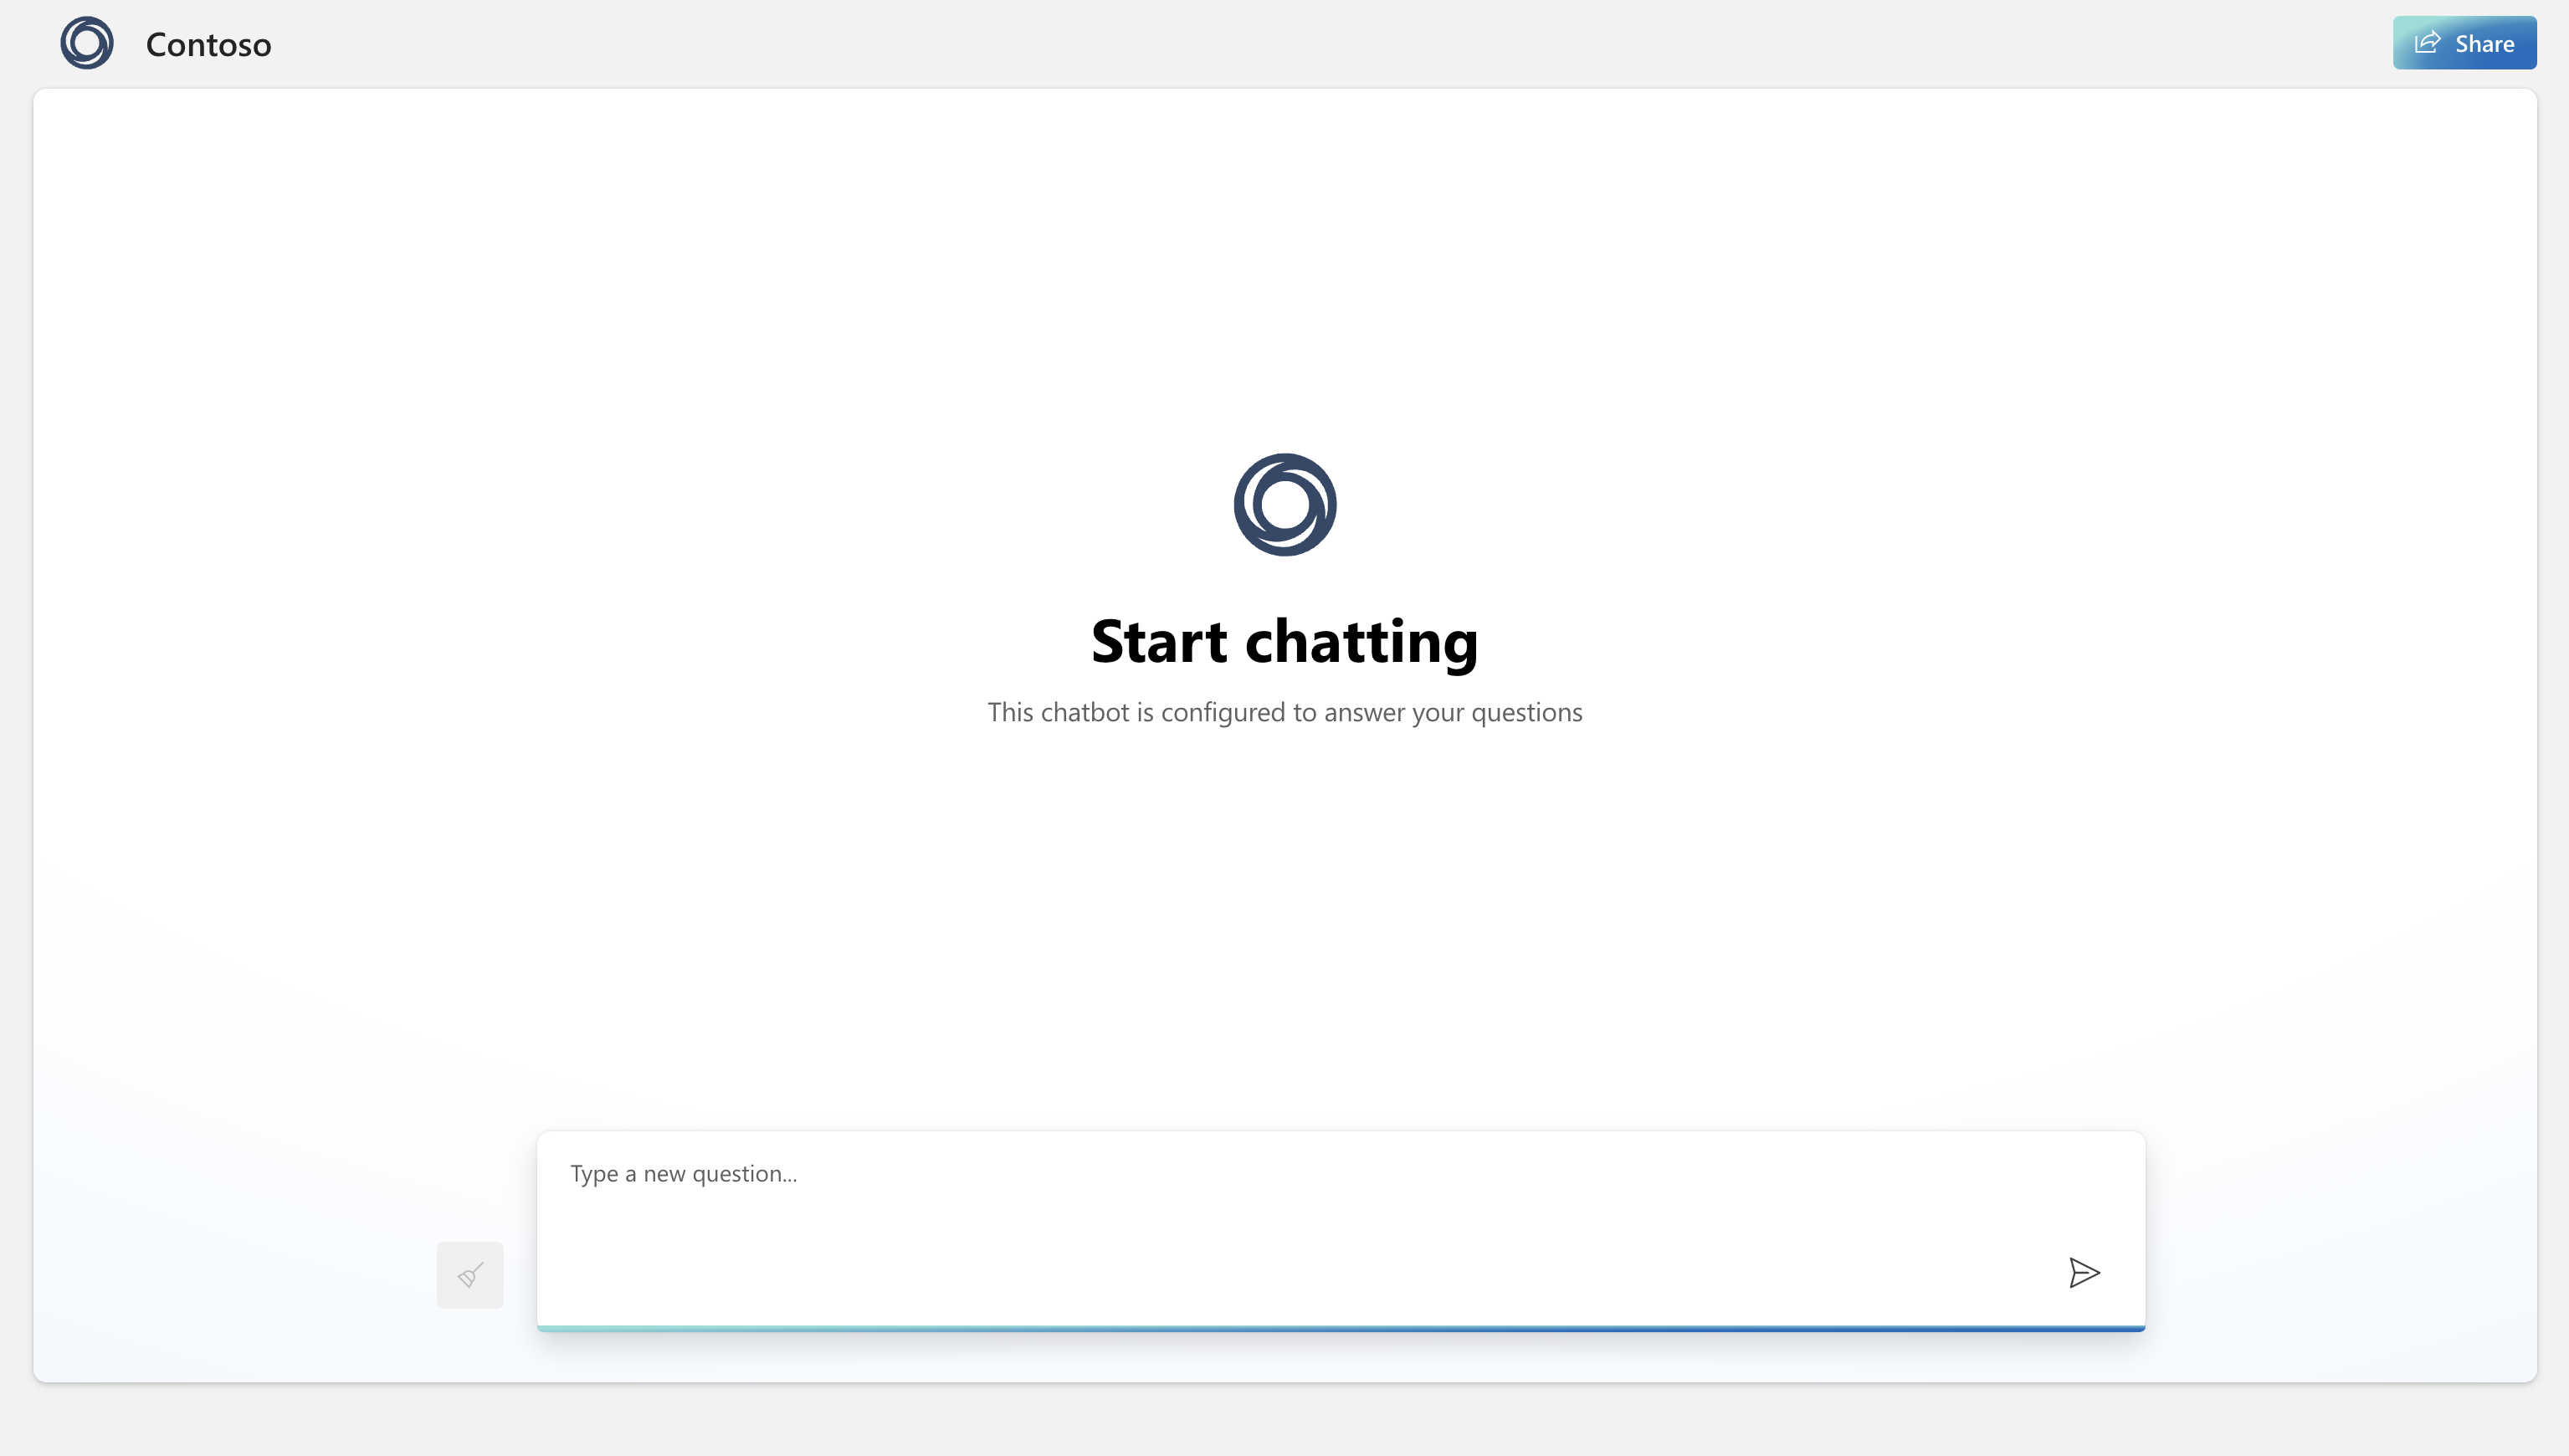 Contoso
Share
Start chatting
This chatbot is configured to answer your questions
Type a new question...